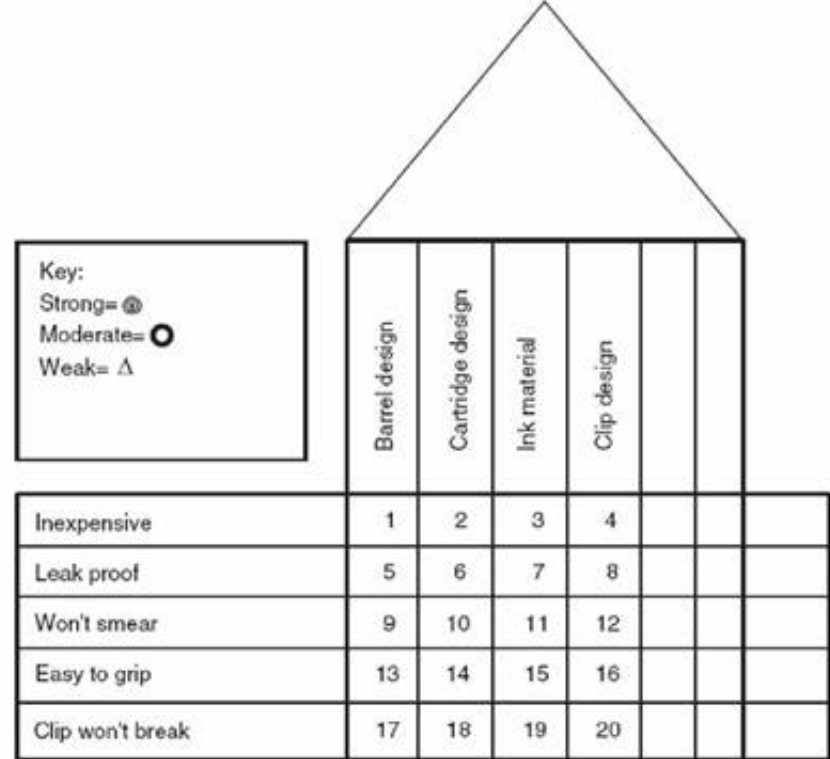 Key:
Strong= ◎
Moderate= O
Weak= Δ
Barrel design
Cartridge design
Ink material
Clip design
Inexpensive 1 2 3 4
Leak proof 5 6 7 8
Won't smear 9 10 11 12
Easy to grip 13 14 15 16
Clip won't break 17 18 19 20